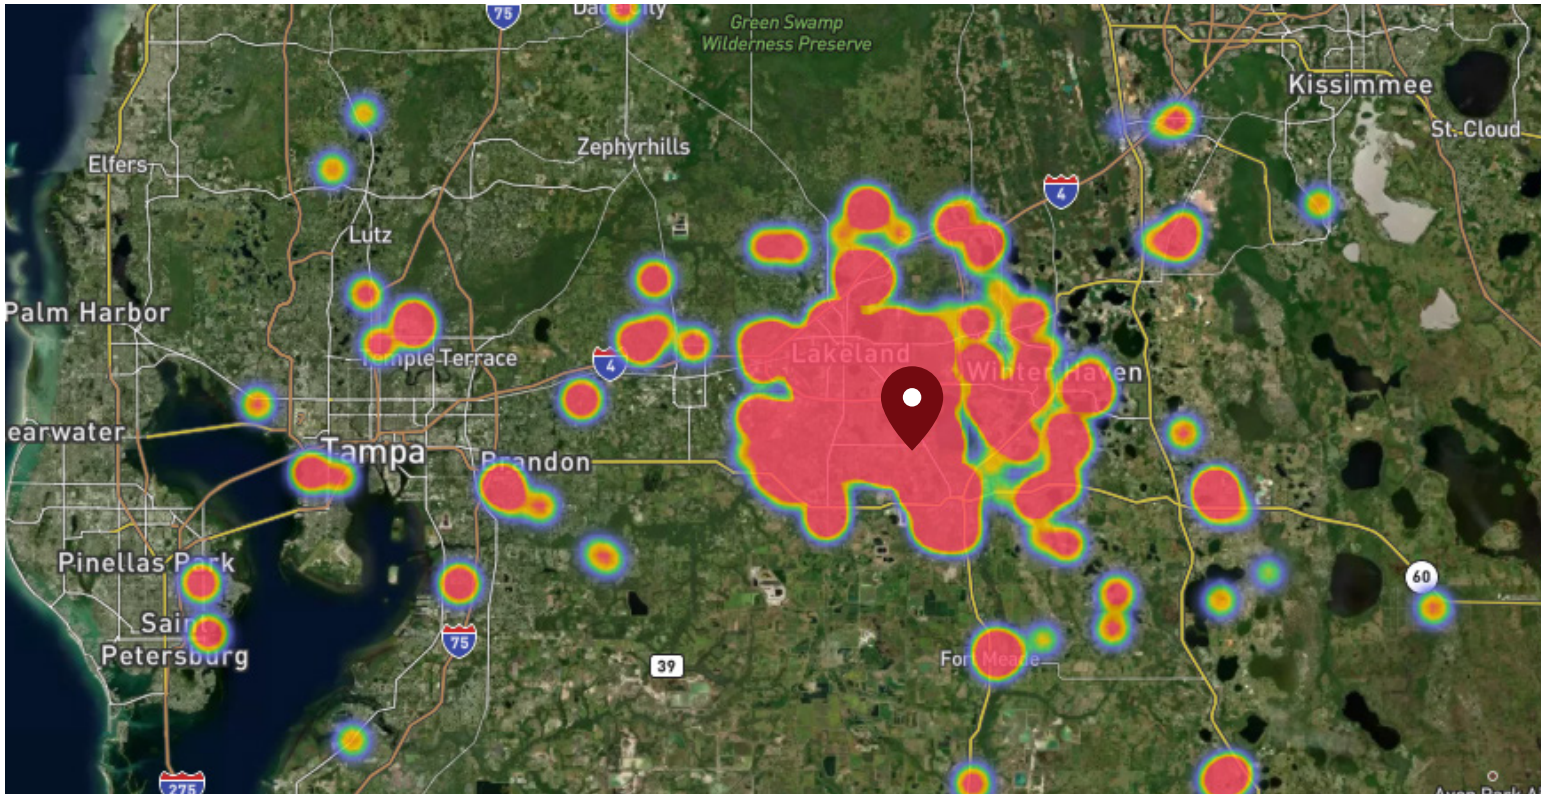 75
Green Swamp
Wilderness Preserve
Kissimmee
St. Cloud
Zephyrhills
Elfers
4
Lutz
Palm Harbor
Temple Terrace
4
Lakeland
Winter Haven
earwater
Tampa
Brandon
Pinellas Park
60
Saint
Petersburg
75
39
Fort Meade
275